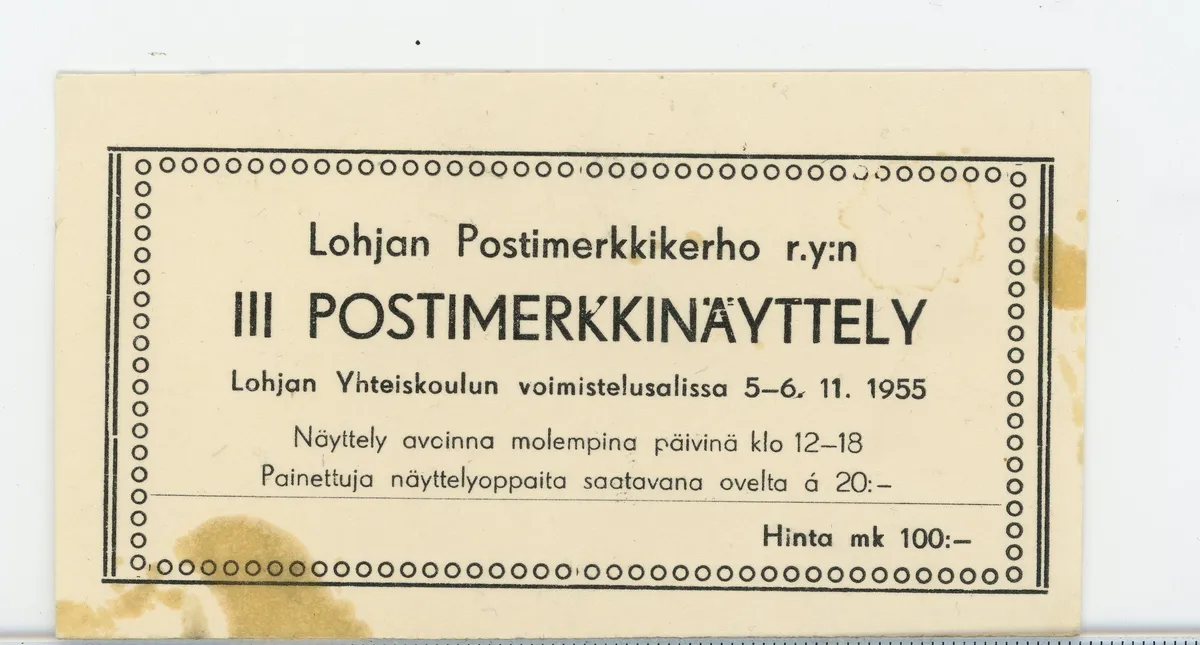 Lohjan Postimerkkikerho r.y:n
III POSTIMERKKINÄYTTELY
Lohjan Yhteiskoulun voimistelusalissa 5–6. 11. 1955
Näyttely avoinna molempina päivinä klo 12–18
Painettuja näyttelyoppaita saatavana ovelta á 20:–
Hinta mk 100:–